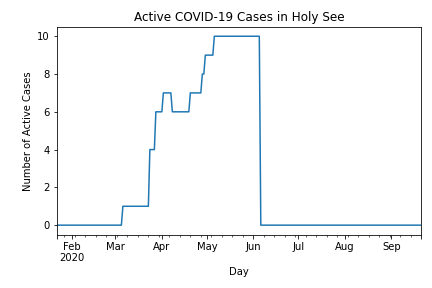 Active COVID-19 Cases in Holy See
10
8
6
4
2
0
Number of Active Cases
Feb Mar Apr May Jun Jul Aug Sep
2020
Day